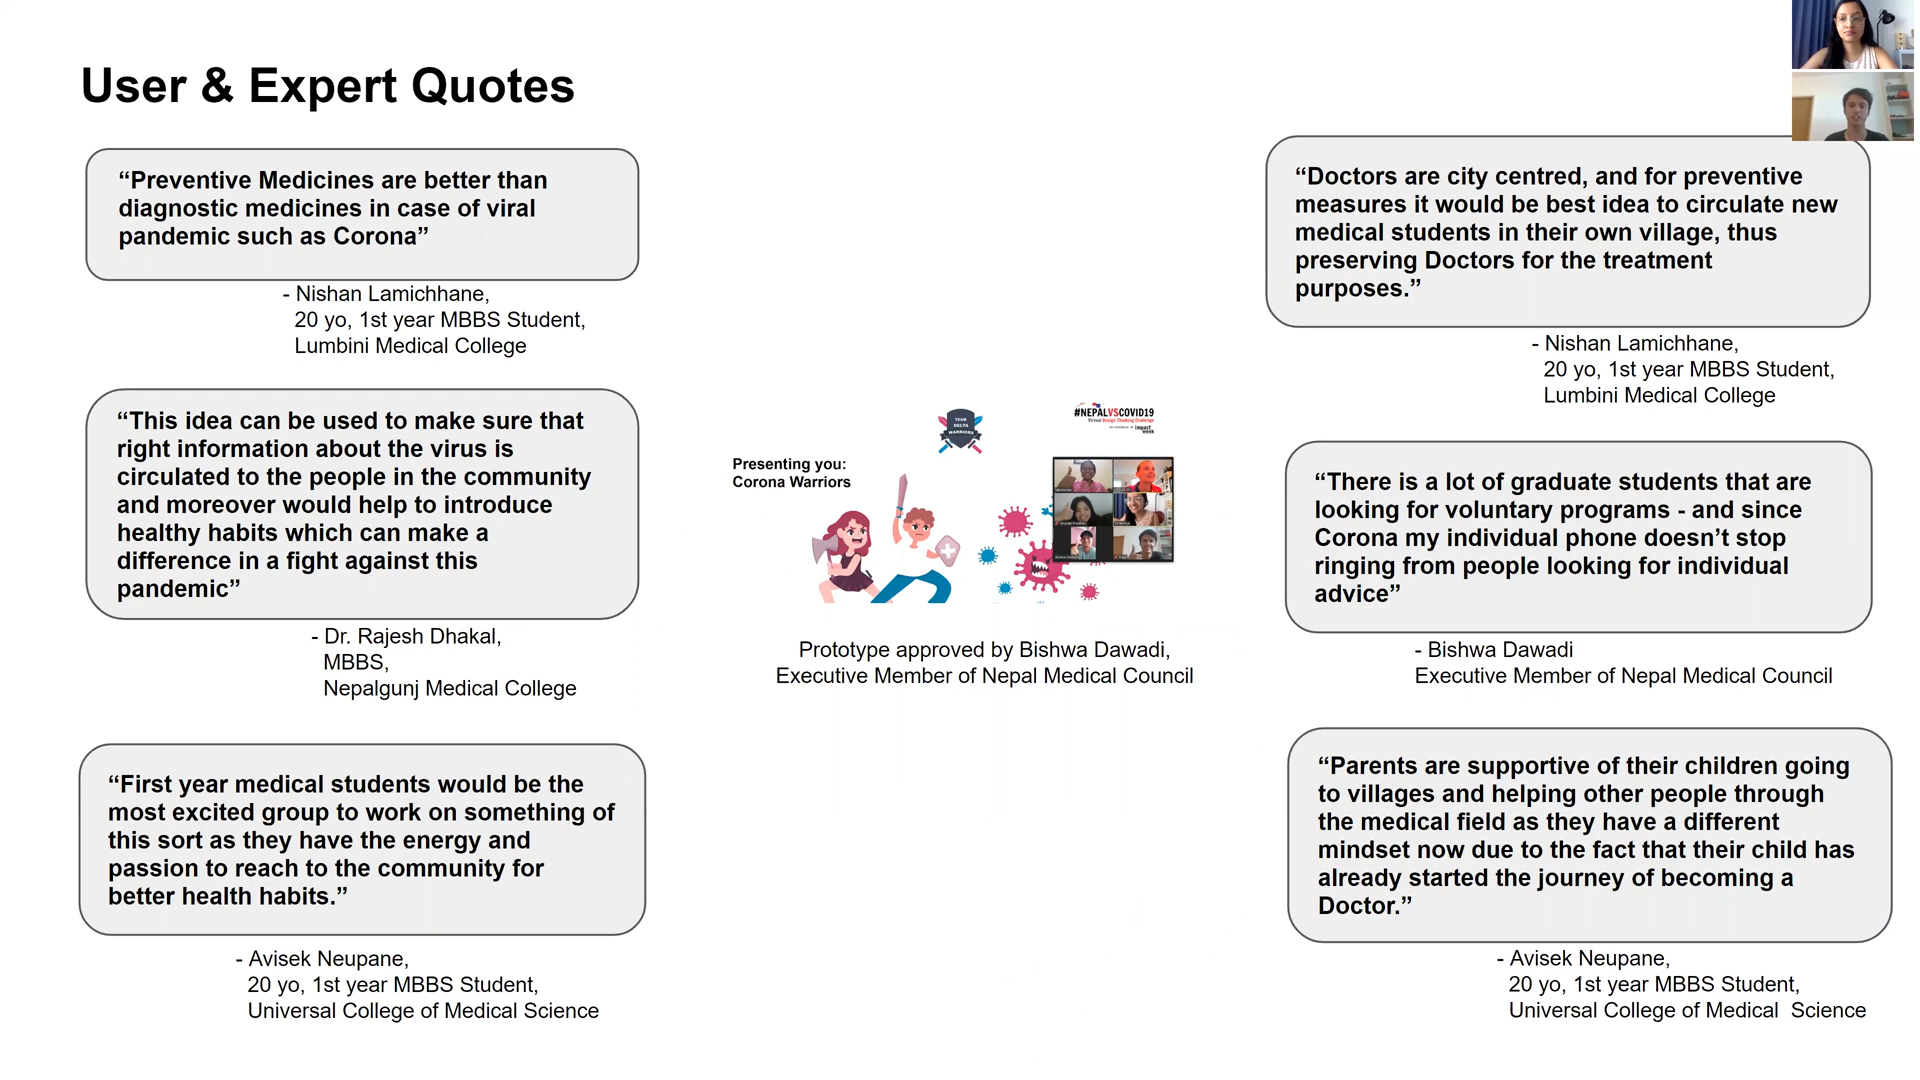 User & Expert Quotes
“Preventive Medicines are better than
diagnostic medicines in case of viral
pandemic such as Corona”
- Nishan Lamichhane,
20 yo, 1st year MBBS Student,
Lumbini Medical College
“This idea can be used to make sure that
right information about the virus is
circulated to the people in the community
and moreover would help to introduce
healthy habits which can make a
difference in a fight against this
pandemic”
- Dr. Rajesh Dhakal,
MBBS,
Nepalgunj Medical College
“First year medical students would be the
most excited group to work on something of
this sort as they have the energy and
passion to reach to the community for
better health habits.”
- Avisek Neupane,
20 yo, 1st year MBBS Student,
Universal College of Medical Science
TEAM
DELTA
WARRIORS
#NEPALVSCOVID19
Virtual Design Thinking Challenge
an initiative of impact week
Presenting you:
Corona Warriors
Prototype approved by Bishwa Dawadi,
Executive Member of Nepal Medical Council
“Doctors are city centred, and for preventive
measures it would be best idea to circulate new
medical students in their own village, thus
preserving Doctors for the treatment
purposes.”
- Nishan Lamichhane,
20 yo, 1st year MBBS Student,
Lumbini Medical College
“There is a lot of graduate students that are
looking for voluntary programs - and since
Corona my individual phone doesn’t stop
ringing from people looking for individual
advice”
- Bishwa Dawadi
Executive Member of Nepal Medical Council
“Parents are supportive of their children going
to villages and helping other people through
the medical field as they have a different
mindset now due to the fact that their child has
already started the journey of becoming a
Doctor.”
- Avisek Neupane,
20 yo, 1st year MBBS Student,
Universal College of Medical  Science